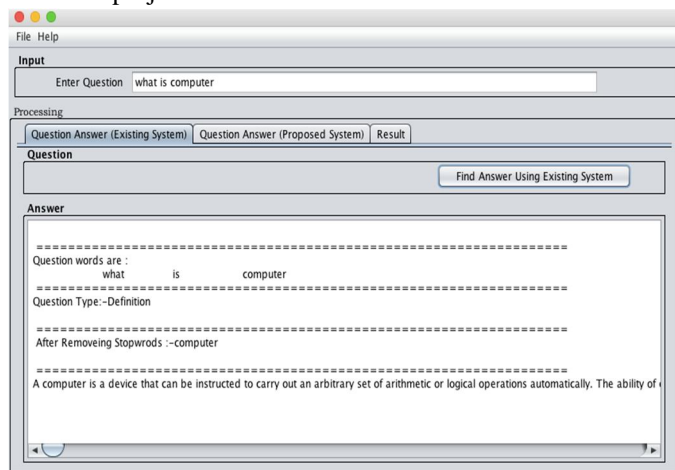 File Help
Input
Enter Question what is computer
Processing
Question Answer (Existing System) Question Answer (Proposed System) Result
Question
Find Answer Using Existing System
Answer
===================================================================
Question words are :
what is computer
===================================================================
Question Type:-Definition
===================================================================
After Removeing Stopwrods :-computer
===================================================================
A computer is a device that can be instructed to carry out an arbitrary set of arithmetic or logical operations automatically. The ability of